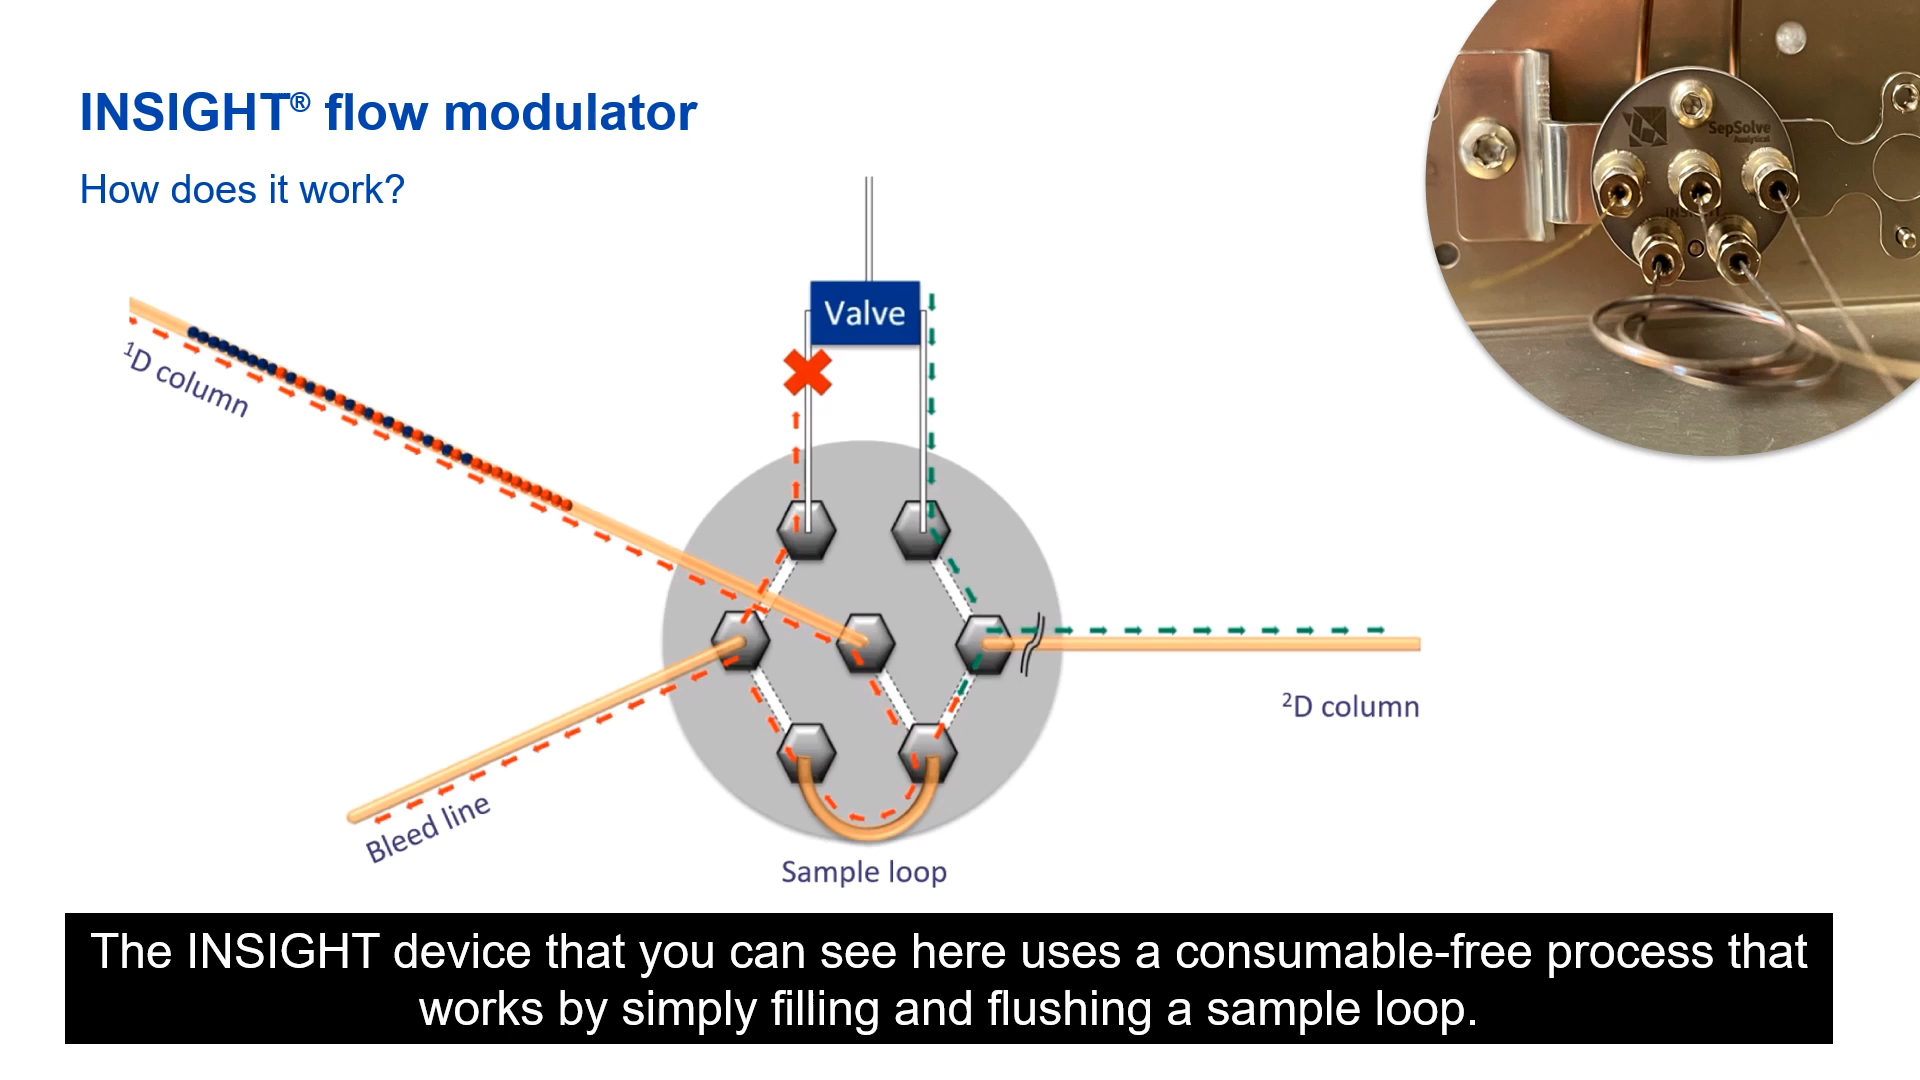 INSIGHT® flow modulator
How does it work?
SepSolve
Analytical
Valve
¹D column
²D column
Bleed line
Sample loop
The INSIGHT device that you can see here uses a consumable-free process that
works by simply filling and flushing a sample loop.